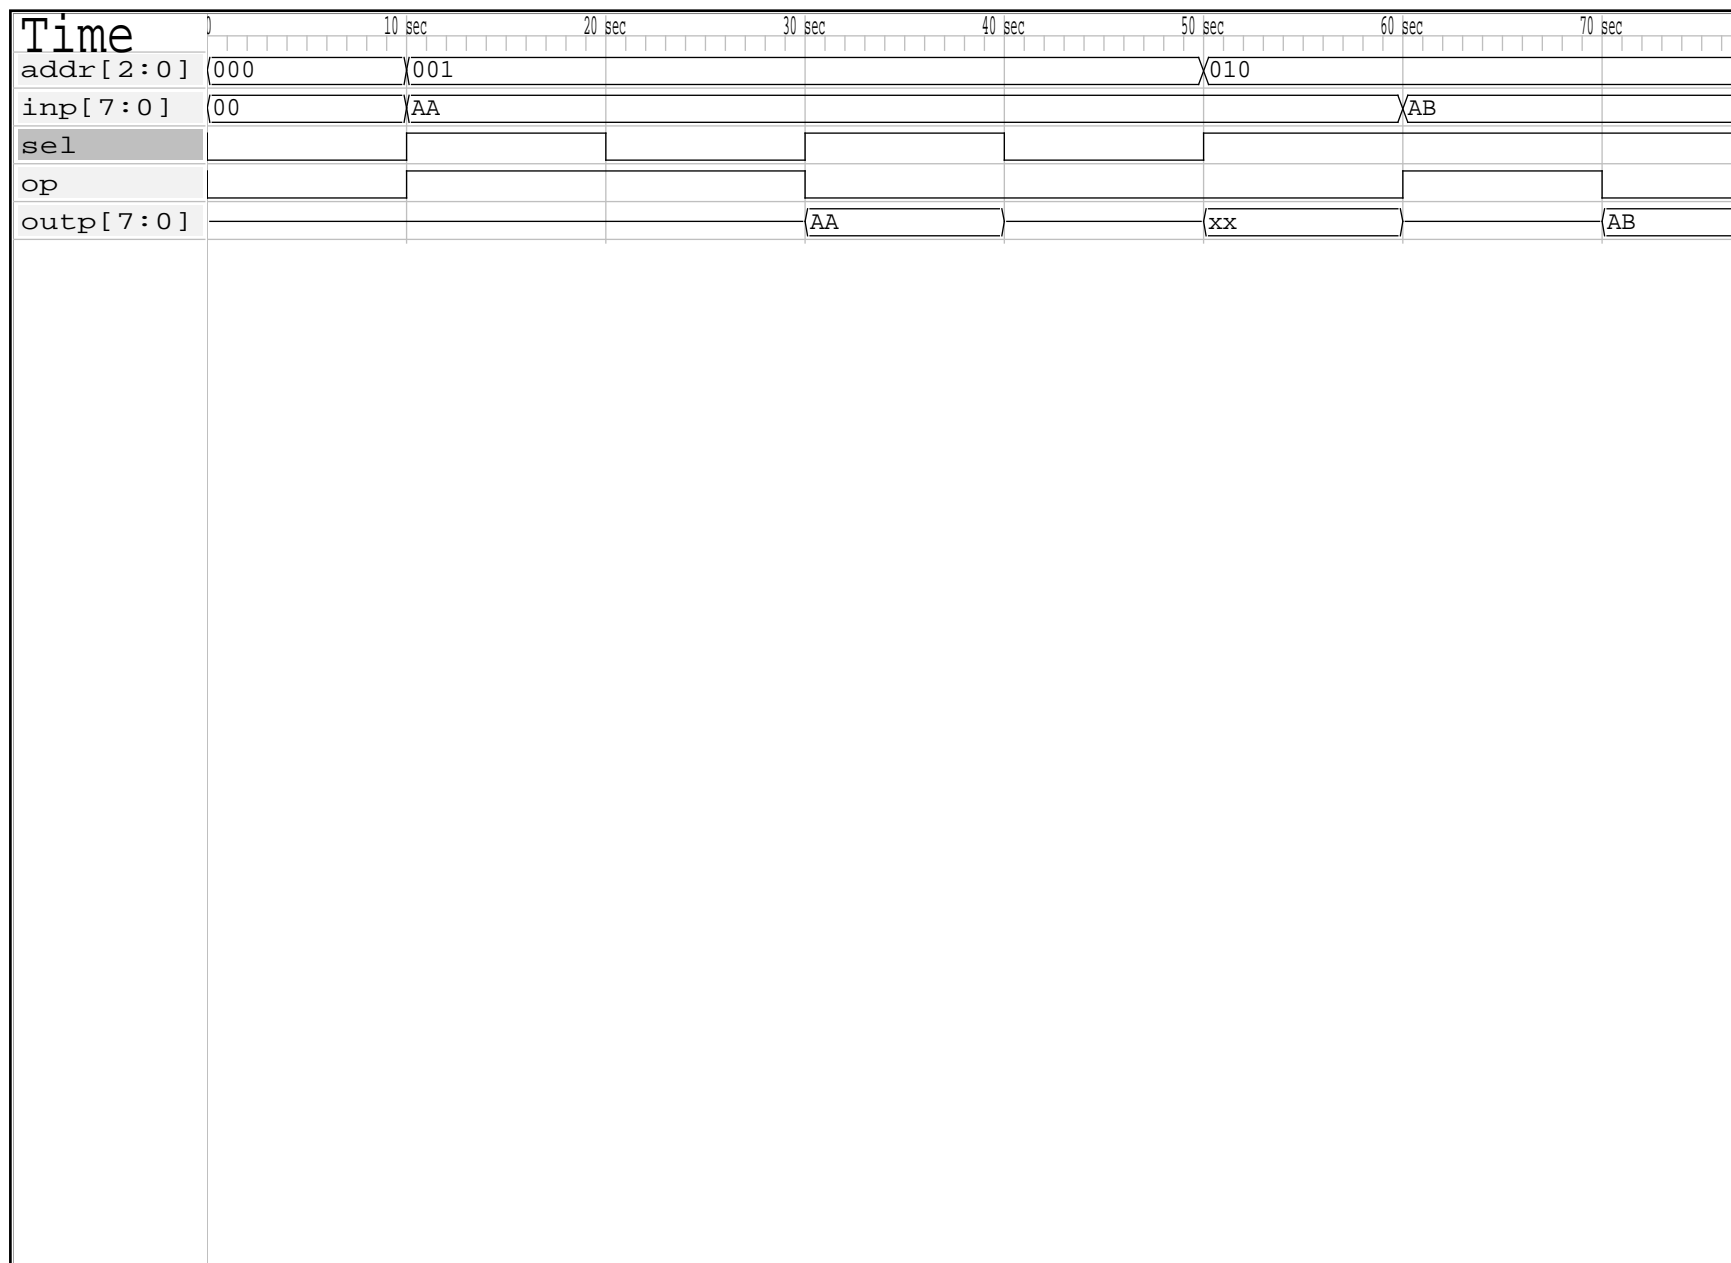 Time
0 10 sec 20 sec 30 sec 40 sec 50 sec 60 sec 70 sec
addr[2:0] 000 001 010
inp[7:0] 00 AA AB
sel
op
outp[7:0] AA xx AB